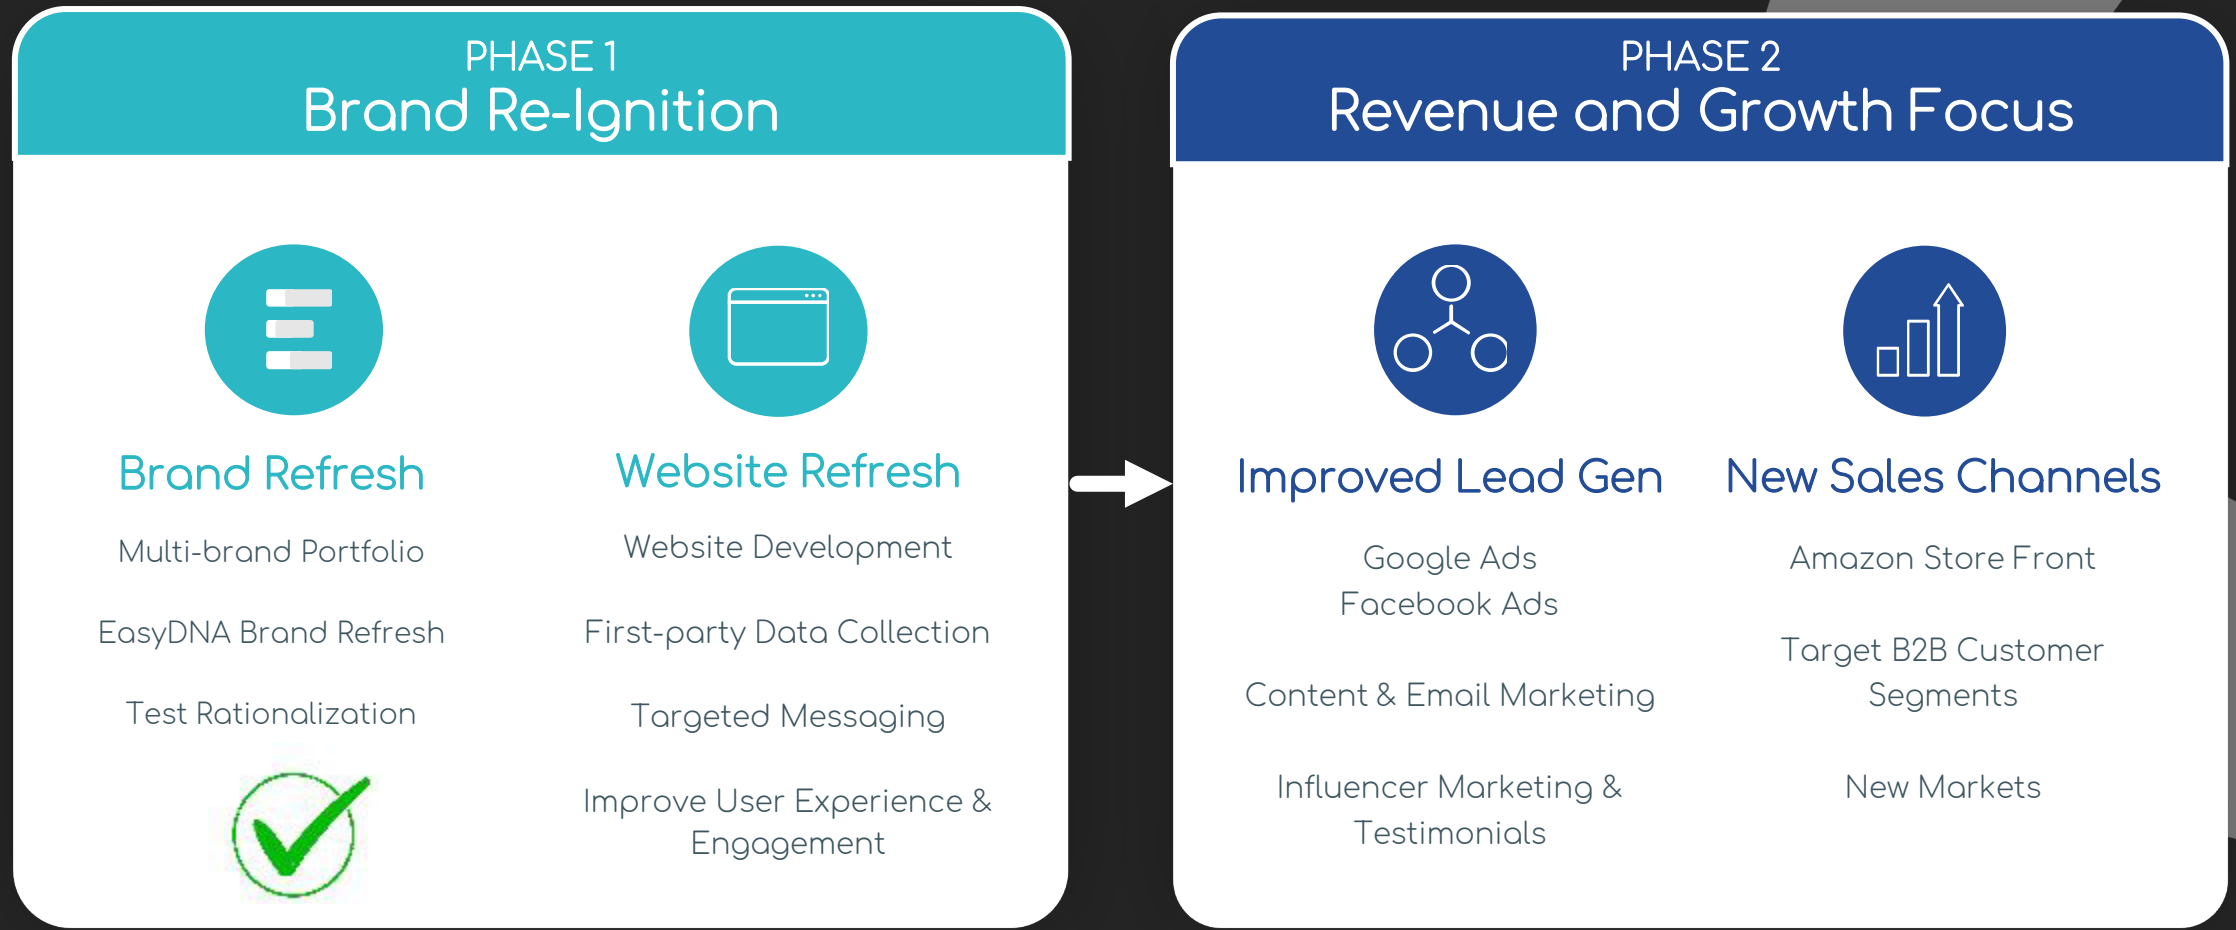 PHASE 1
Brand Re-Ignition
Brand Refresh
Multi-brand Portfolio
EasyDNA Brand Refresh
Test Rationalization
Website Refresh
Website Development
First-party Data Collection
Targeted Messaging
Improve User Experience &
Engagement
PHASE 2
Revenue and Growth Focus
Improved Lead Gen
Google Ads
Facebook Ads
Content & Email Marketing
Influencer Marketing &
Testimonials
New Sales Channels
Amazon Store Front
Target B2B Customer
Segments
New Markets